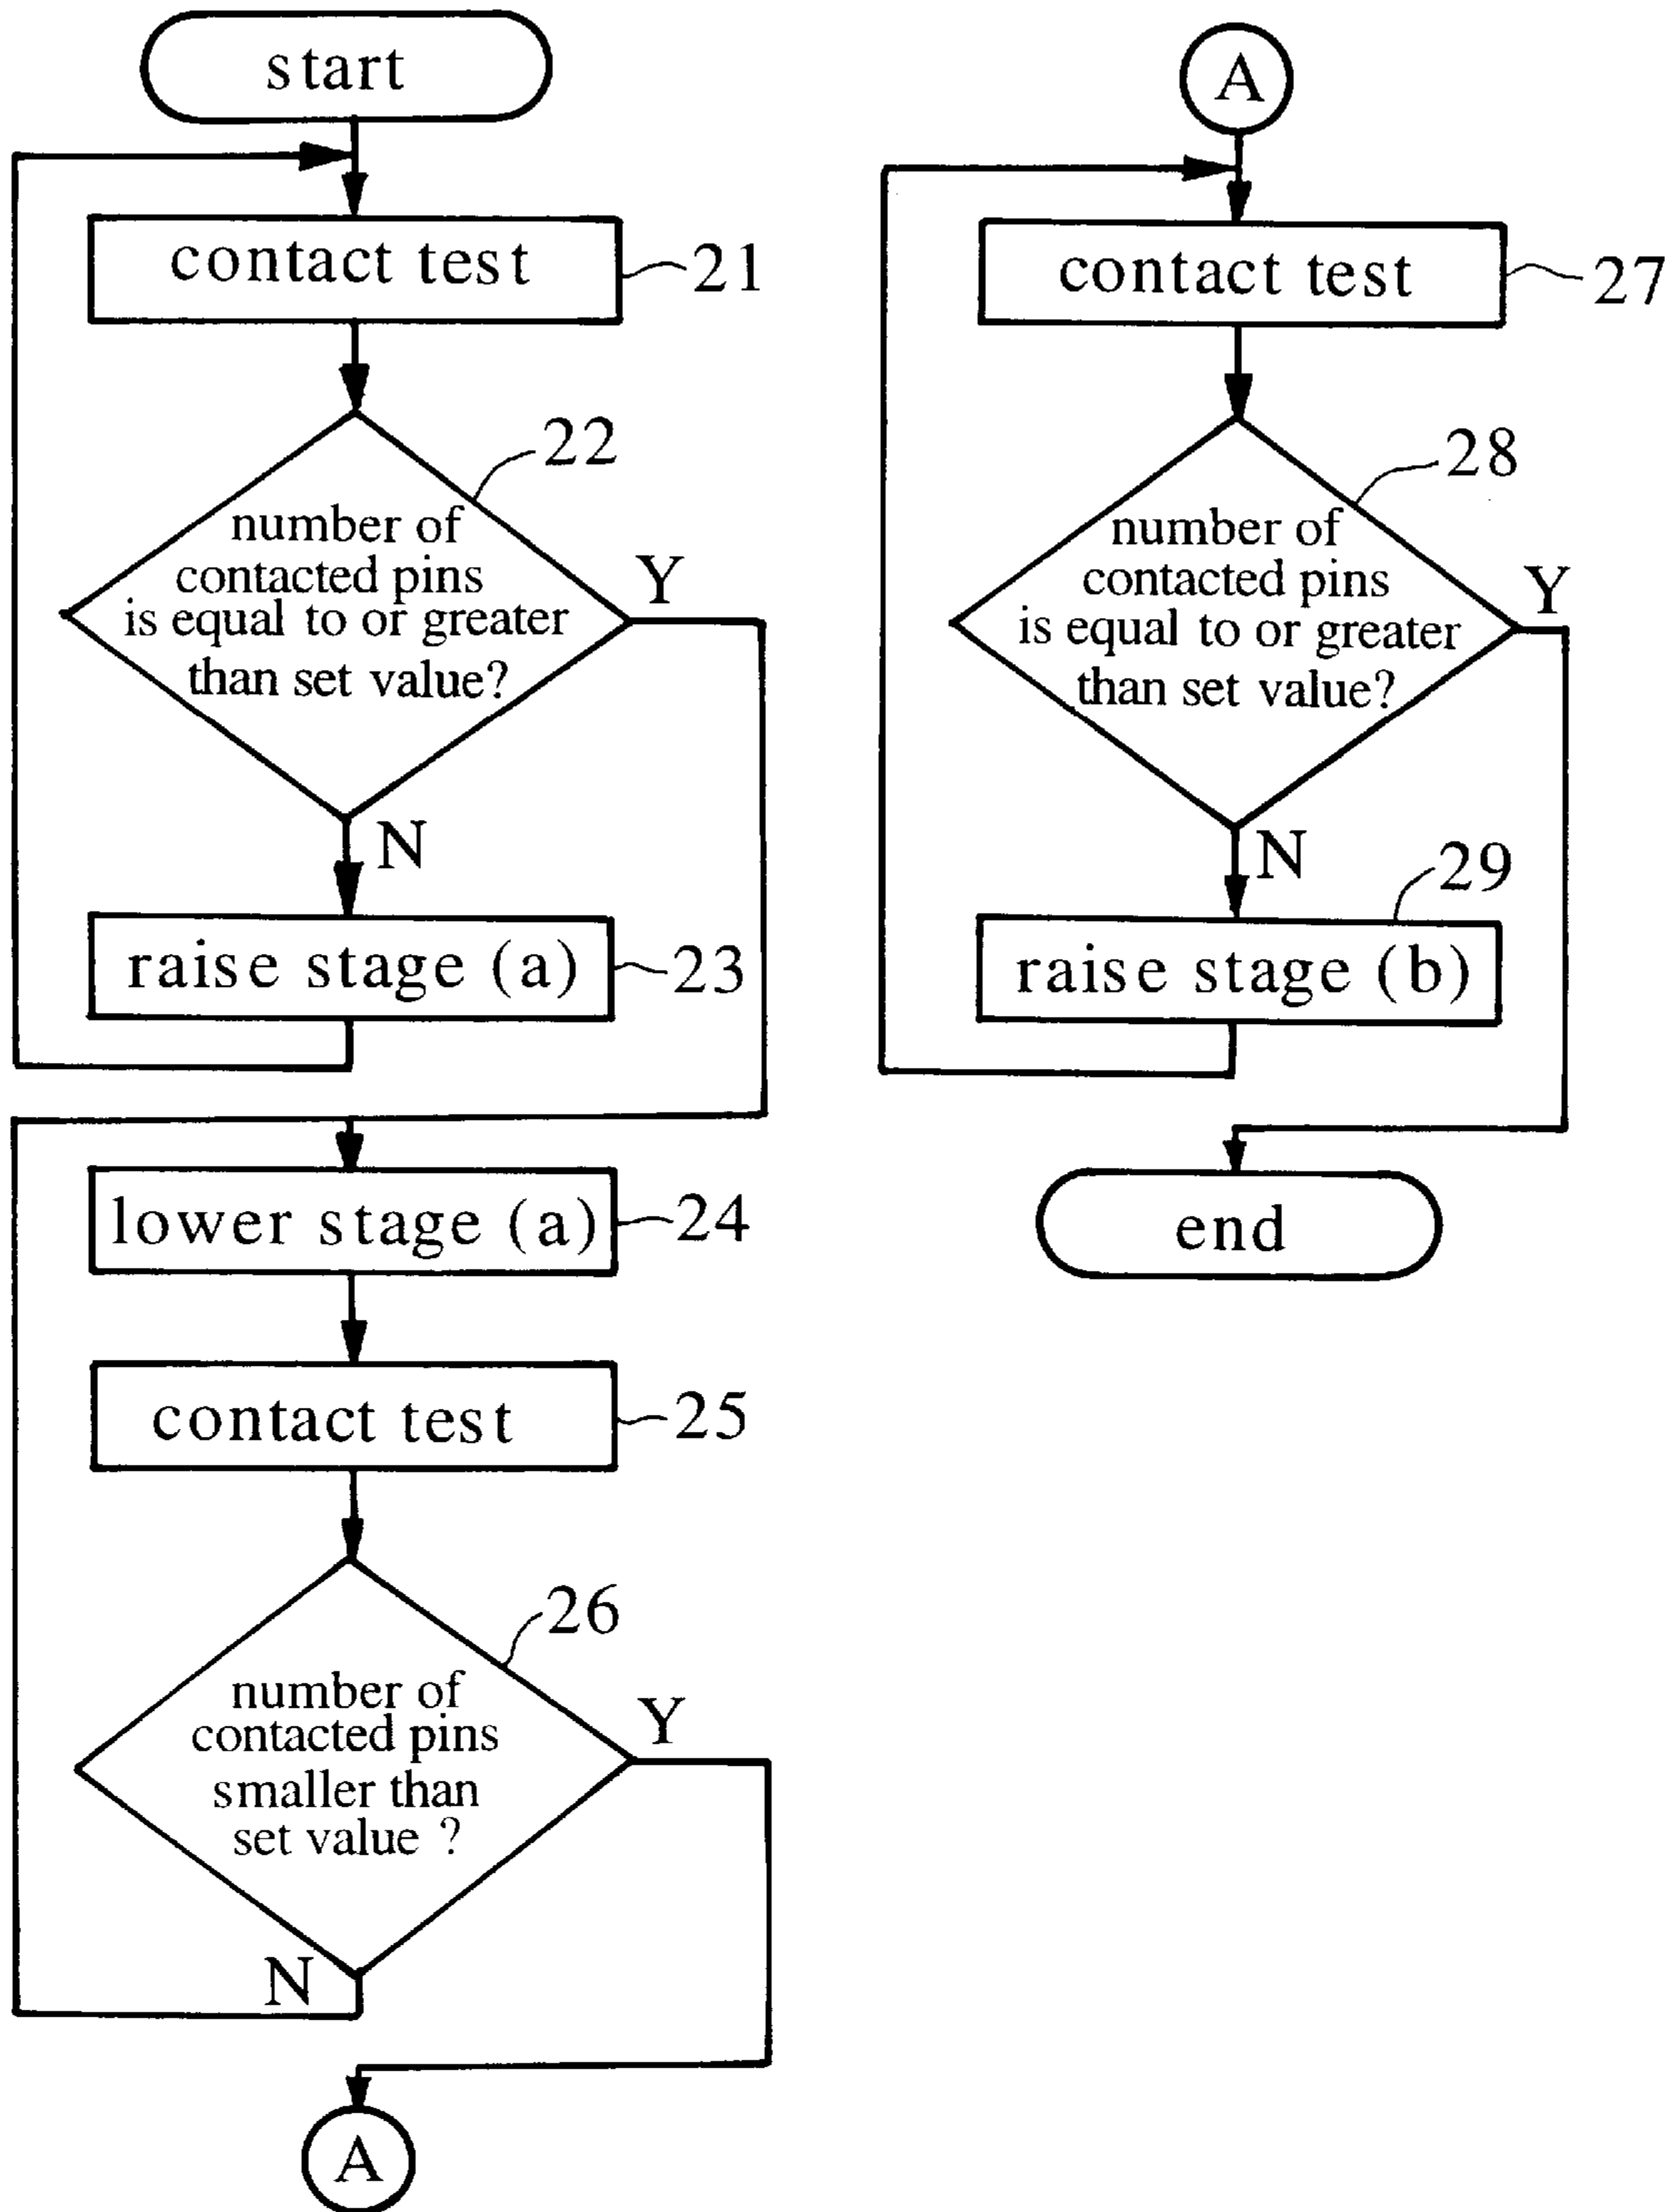 start
contact test
21
22
number of
contacted pins
is equal to or greater
than set value?
Y
N
raise stage (a)
23
lower stage (a)
24
contact test
25
26
number of
contacted pins
smaller than
set value ?
Y
N
A
A
contact test
27
28
number of
contacted pins
is equal to or greater
than set value?
Y
N
29
raise stage (b)
end